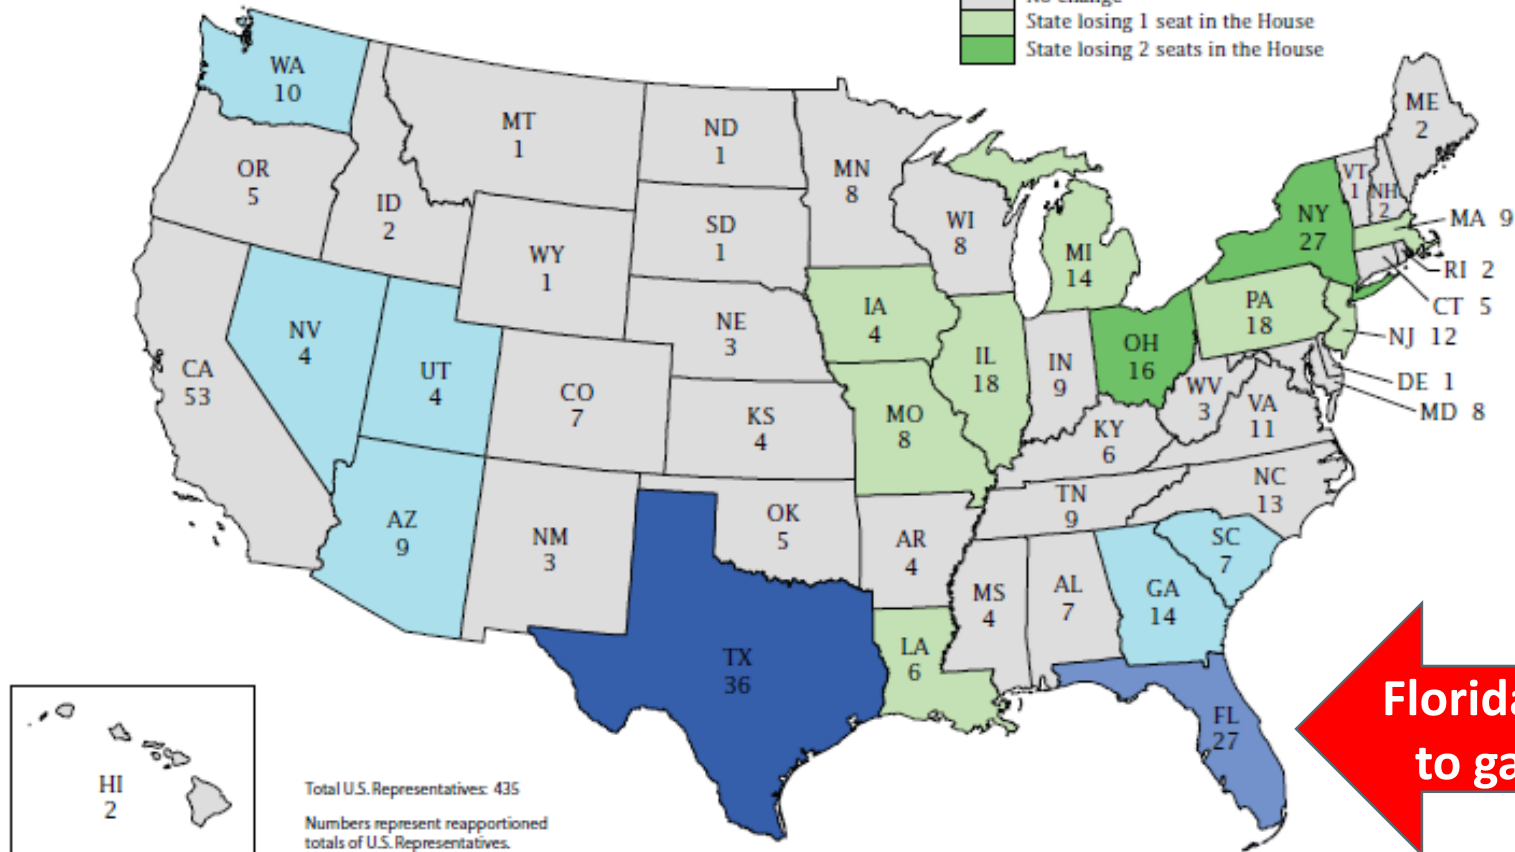 No change
State losing 1 seat in the House
State losing 2 seats in the House
WA
10
OR
5
CA
53
NV
4
ID
2
MT
1
WY
1
UT
4
AZ
9
CO
7
NM
3
ND
1
SD
1
NE
3
KS
4
OK
5
TX
36
MN
8
IA
4
MO
8
AR
4
LA
6
WI
8
IL
18
MI
14
IN
9
OH
16
KY
6
TN
9
MS
4
AL
7
GA
14
FL
27
SC
7
NC
13
VA
11
WV
3
PA
18
NY
27
VT
1
NH
2
ME
2
MA 9
RI 2
CT 5
NJ 12
DE 1
MD 8
HI
2
Total U.S. Representatives: 435
Numbers represent reapportioned
totals of U.S. Representatives.
Florida
to ga